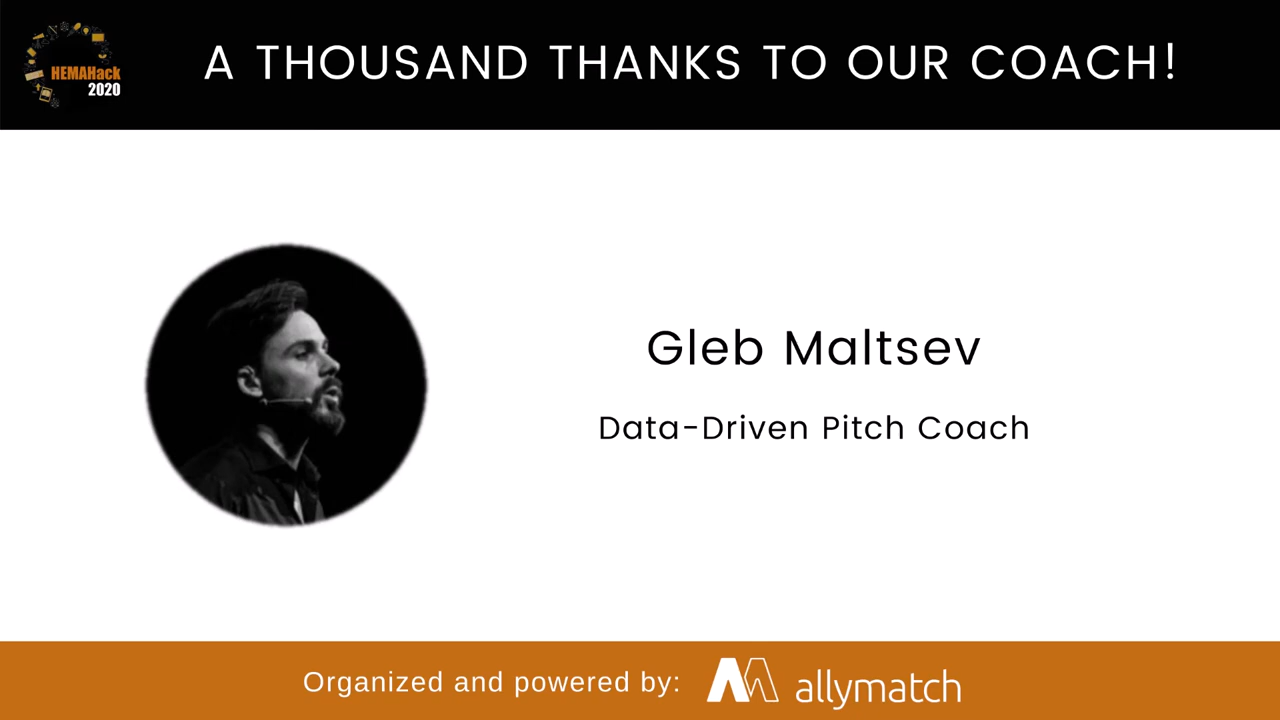 HEMAHack
2020
A THOUSAND THANKS TO OUR COACH!
Gleb Maltsev
Data-Driven Pitch Coach
Organized and powered by:
allymatch